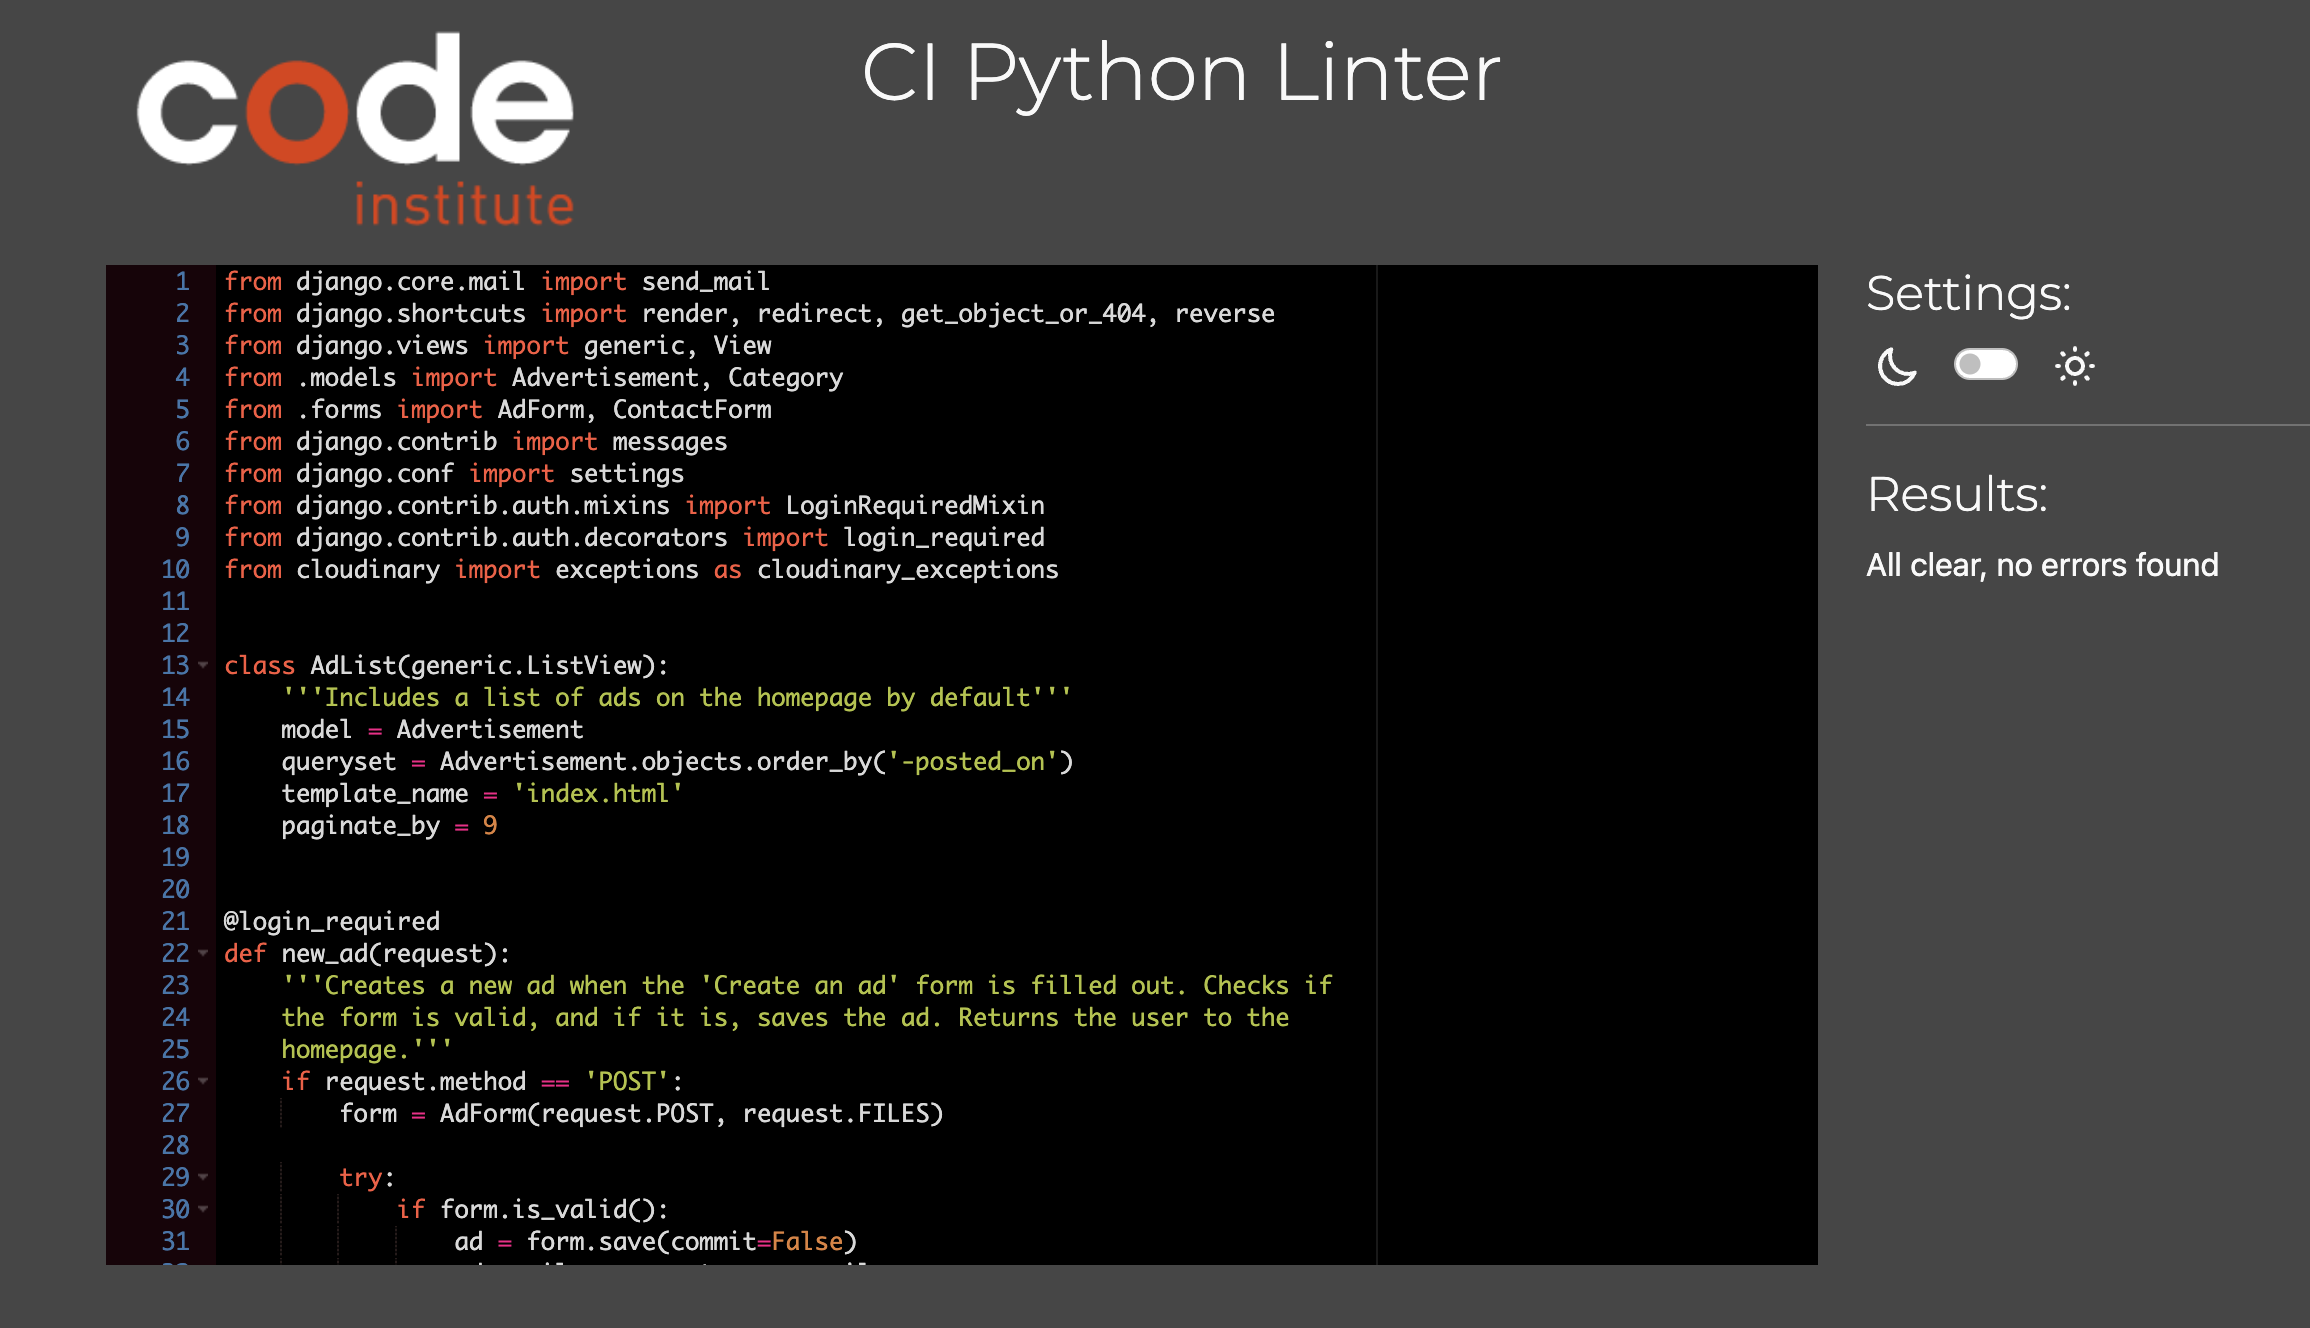 code
institute
CI Python Linter
1 from django.core.mail import send_mail
2 from django.shortcuts import render, redirect, get_object_or_404, reverse
3 from django.views import generic, View
4 from .models import Advertisement, Category
5 from .forms import AdForm, ContactForm
6 from django.contrib import messages
7 from django.conf import settings
8 from django.contrib.auth.mixins import LoginRequiredMixin
9 from django.contrib.auth.decorators import login_required
10 from cloudinary import exceptions as cloudinary_exceptions
11
12
13 class AdList(generic.ListView):
14     '''Includes a list of ads on the homepage by default'''
15     model = Advertisement
16     queryset = Advertisement.objects.order_by('-posted_on')
17     template_name = 'index.html'
18     paginate_by = 9
19
20
21 @login_required
22 def new_ad(request):
23     '''Creates a new ad when the 'Create an ad' form is filled out. Checks if
24     the form is valid, and if it is, saves the ad. Returns the user to the
25     homepage.'''
26     if request.method == 'POST':
27         form = AdForm(request.POST, request.FILES)
28
29         try:
30             if form.is_valid():
31                 ad = form.save(commit=False)
Settings:
Results:
All clear, no errors found